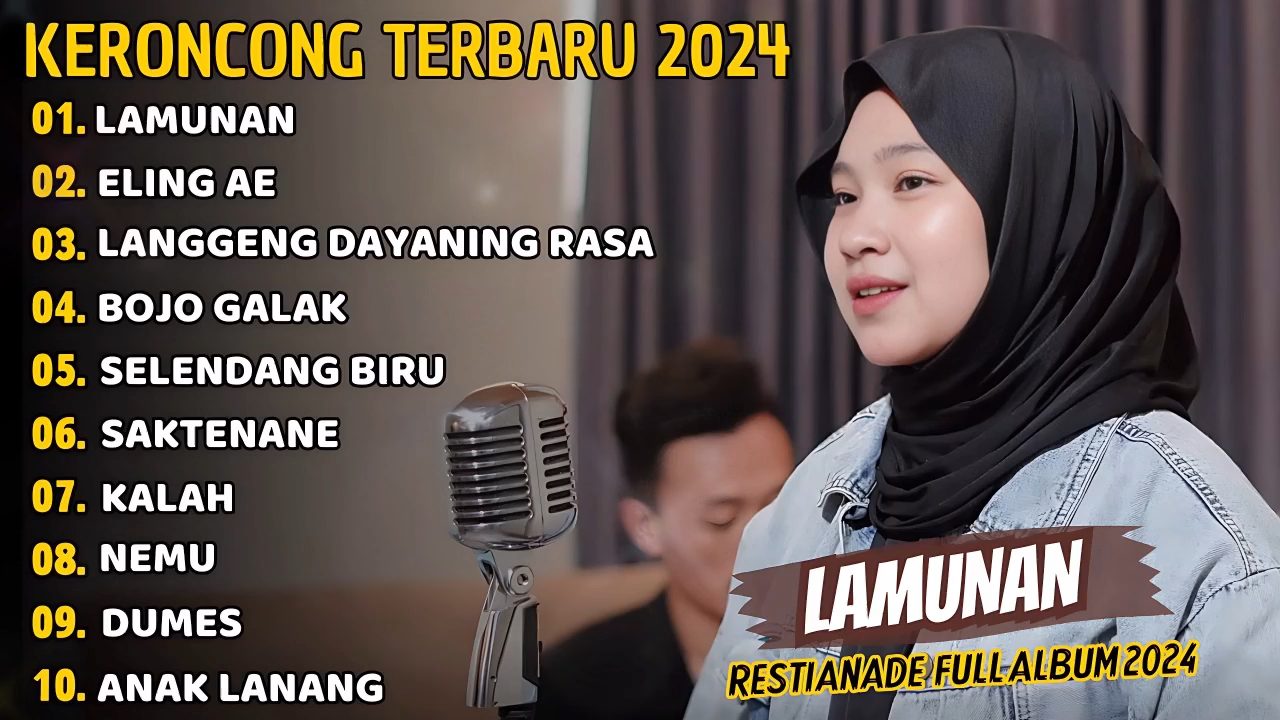 KERONCONG TERBARU 2024
01. LAMUNAN
02. ELING AE
03. LANGGENG DAYANING RASA
04. BOJO GALAK
05. SELENDANG BIRU
06. SAKTENANE
07. KALAH
08. NEMU
09. DUMES
10. ANAK LANANG
LAMUNAN
RESTIANADE FULL ALBUM 2024